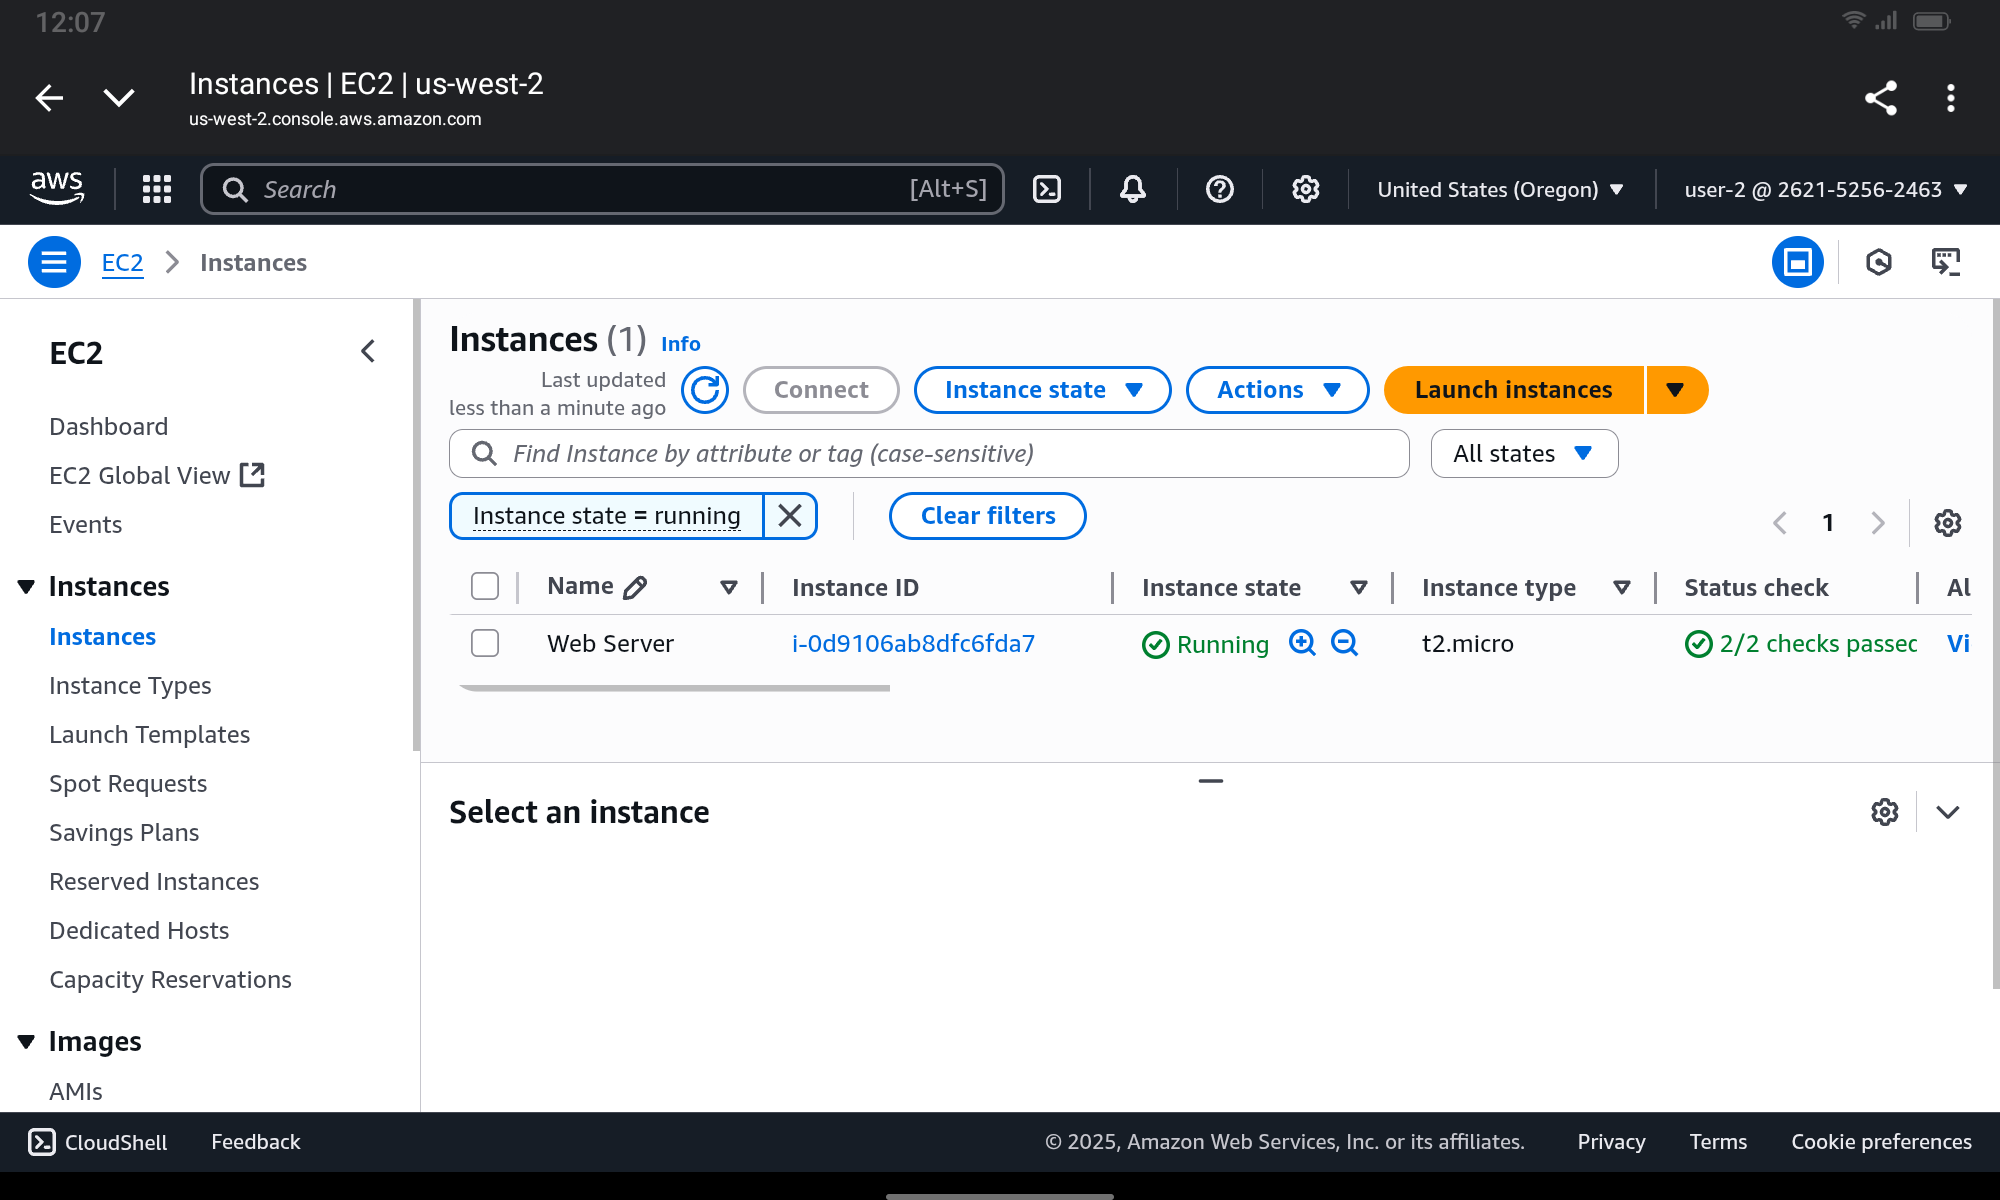 12:07
Instances | EC2 | us-west-2
us-west-2.console.aws.amazon.com
aws
Search [Alt+S]
United States (Oregon)
user-2 @ 2621-5256-2463
EC2 Instances
EC2
Dashboard
EC2 Global View
Events
Instances
Instances
Instance Types
Launch Templates
Spot Requests
Savings Plans
Reserved Instances
Dedicated Hosts
Capacity Reservations
Images
AMIs
Instances (1) Info
Last updated
less than a minute ago
Connect
Instance state
Actions
Launch instances
Find Instance by attribute or tag (case-sensitive)
All states
Instance state = running
Clear filters
1
Name Instance ID Instance state Instance type Status check Al
Web Server i-0d9106ab8dfc6fda7 Running t2.micro 2/2 checks passed Vi
Select an instance
CloudShell Feedback © 2025, Amazon Web Services, Inc. or its affiliates. Privacy Terms Cookie preferences